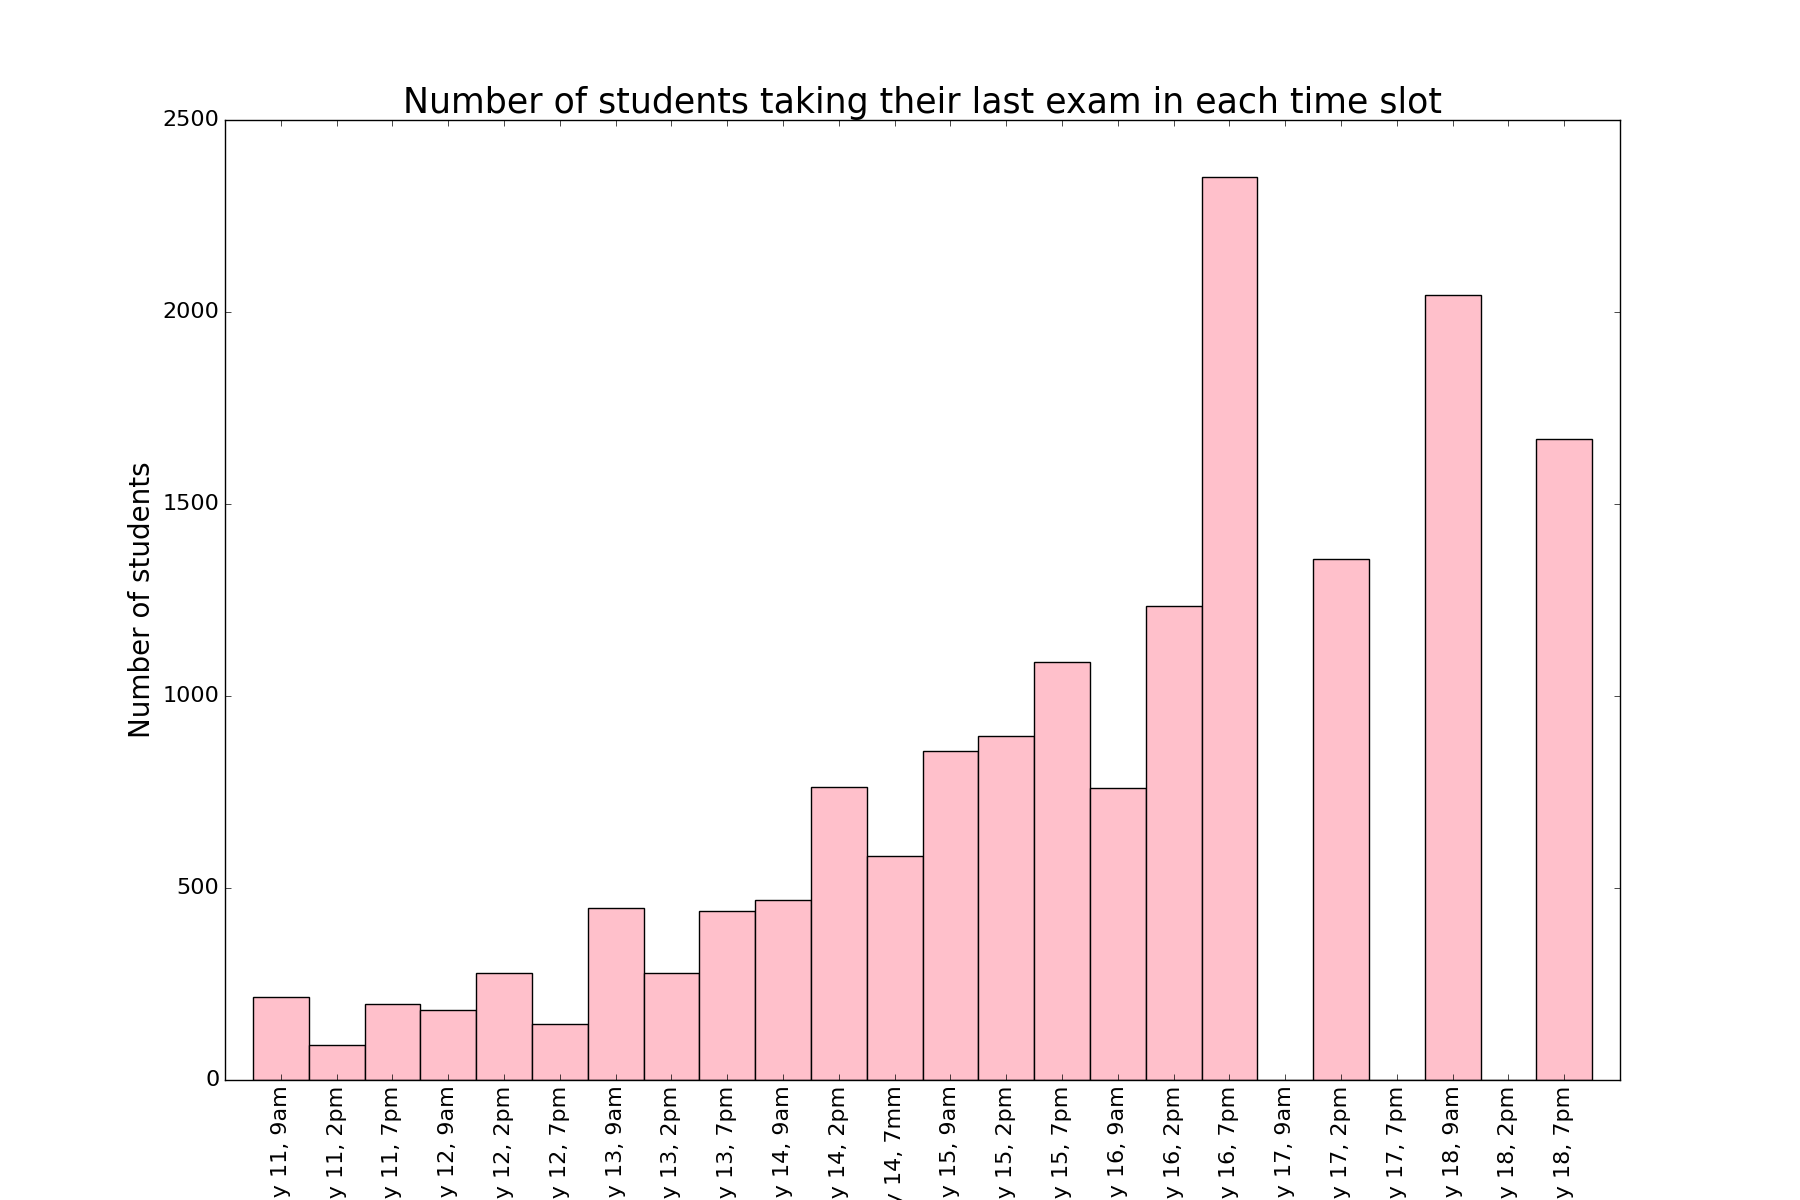 Number of students taking their last exam in each time slot
Number of students
2500
2000
1500
1000
500
0
y 11, 9am
y 11, 2pm
y 11, 7pm
y 12, 9am
y 12, 2pm
y 12, 7pm
y 13, 9am
y 13, 2pm
y 13, 7pm
y 14, 9am
y 14, 2pm
y 14, 7mm
y 15, 9am
y 15, 2pm
y 15, 7pm
y 16, 9am
y 16, 2pm
y 16, 7pm
y 17, 9am
y 17, 2pm
y 17, 7pm
y 18, 9am
y 18, 2pm
y 18, 7pm